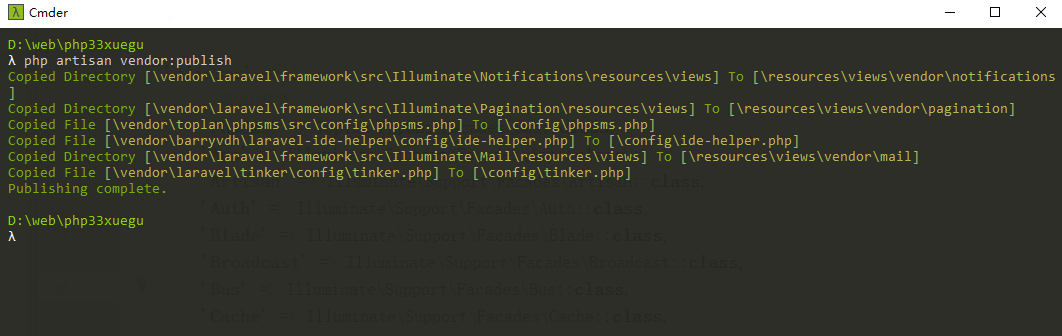 Cmder
D:\web\php33xuegu
λ php artisan vendor:publish
Copied Directory [\vendor\laravel\framework\src\Illuminate\Notifications\resources\views] To [\resources\views\vendor\notifications
]
Copied Directory [\vendor\laravel\framework\src\Illuminate\Pagination\resources\views] To [\resources\views\vendor\pagination]
Copied File [\vendor\toplan\phpsms\src\config\phpsms.php] To [\config\phpsms.php]
Copied File [\vendor\barryvdh\laravel-ide-helper\config\ide-helper.php] To [\config\ide-helper.php]
Copied Directory [\vendor\laravel\framework\src\Illuminate\Mail\resources\views] To [\resources\views\vendor\mail]
Copied File [\vendor\laravel\tinker\config\tinker.php] To [\config\tinker.php]
Publishing complete.
'Auth' => Illuminate\Support\Facades\Auth::class,
D:\web\php33xuegu
λ
'Blade' => Illuminate\Support\Facades\Blade::class,
'Broadcast' => Illuminate\Support\Facades\Broadcast::class,
'Bus' => Illuminate\Support\Facades\Bus::class,
'Cache' => Illuminate\Support\Facades\Cache::class,